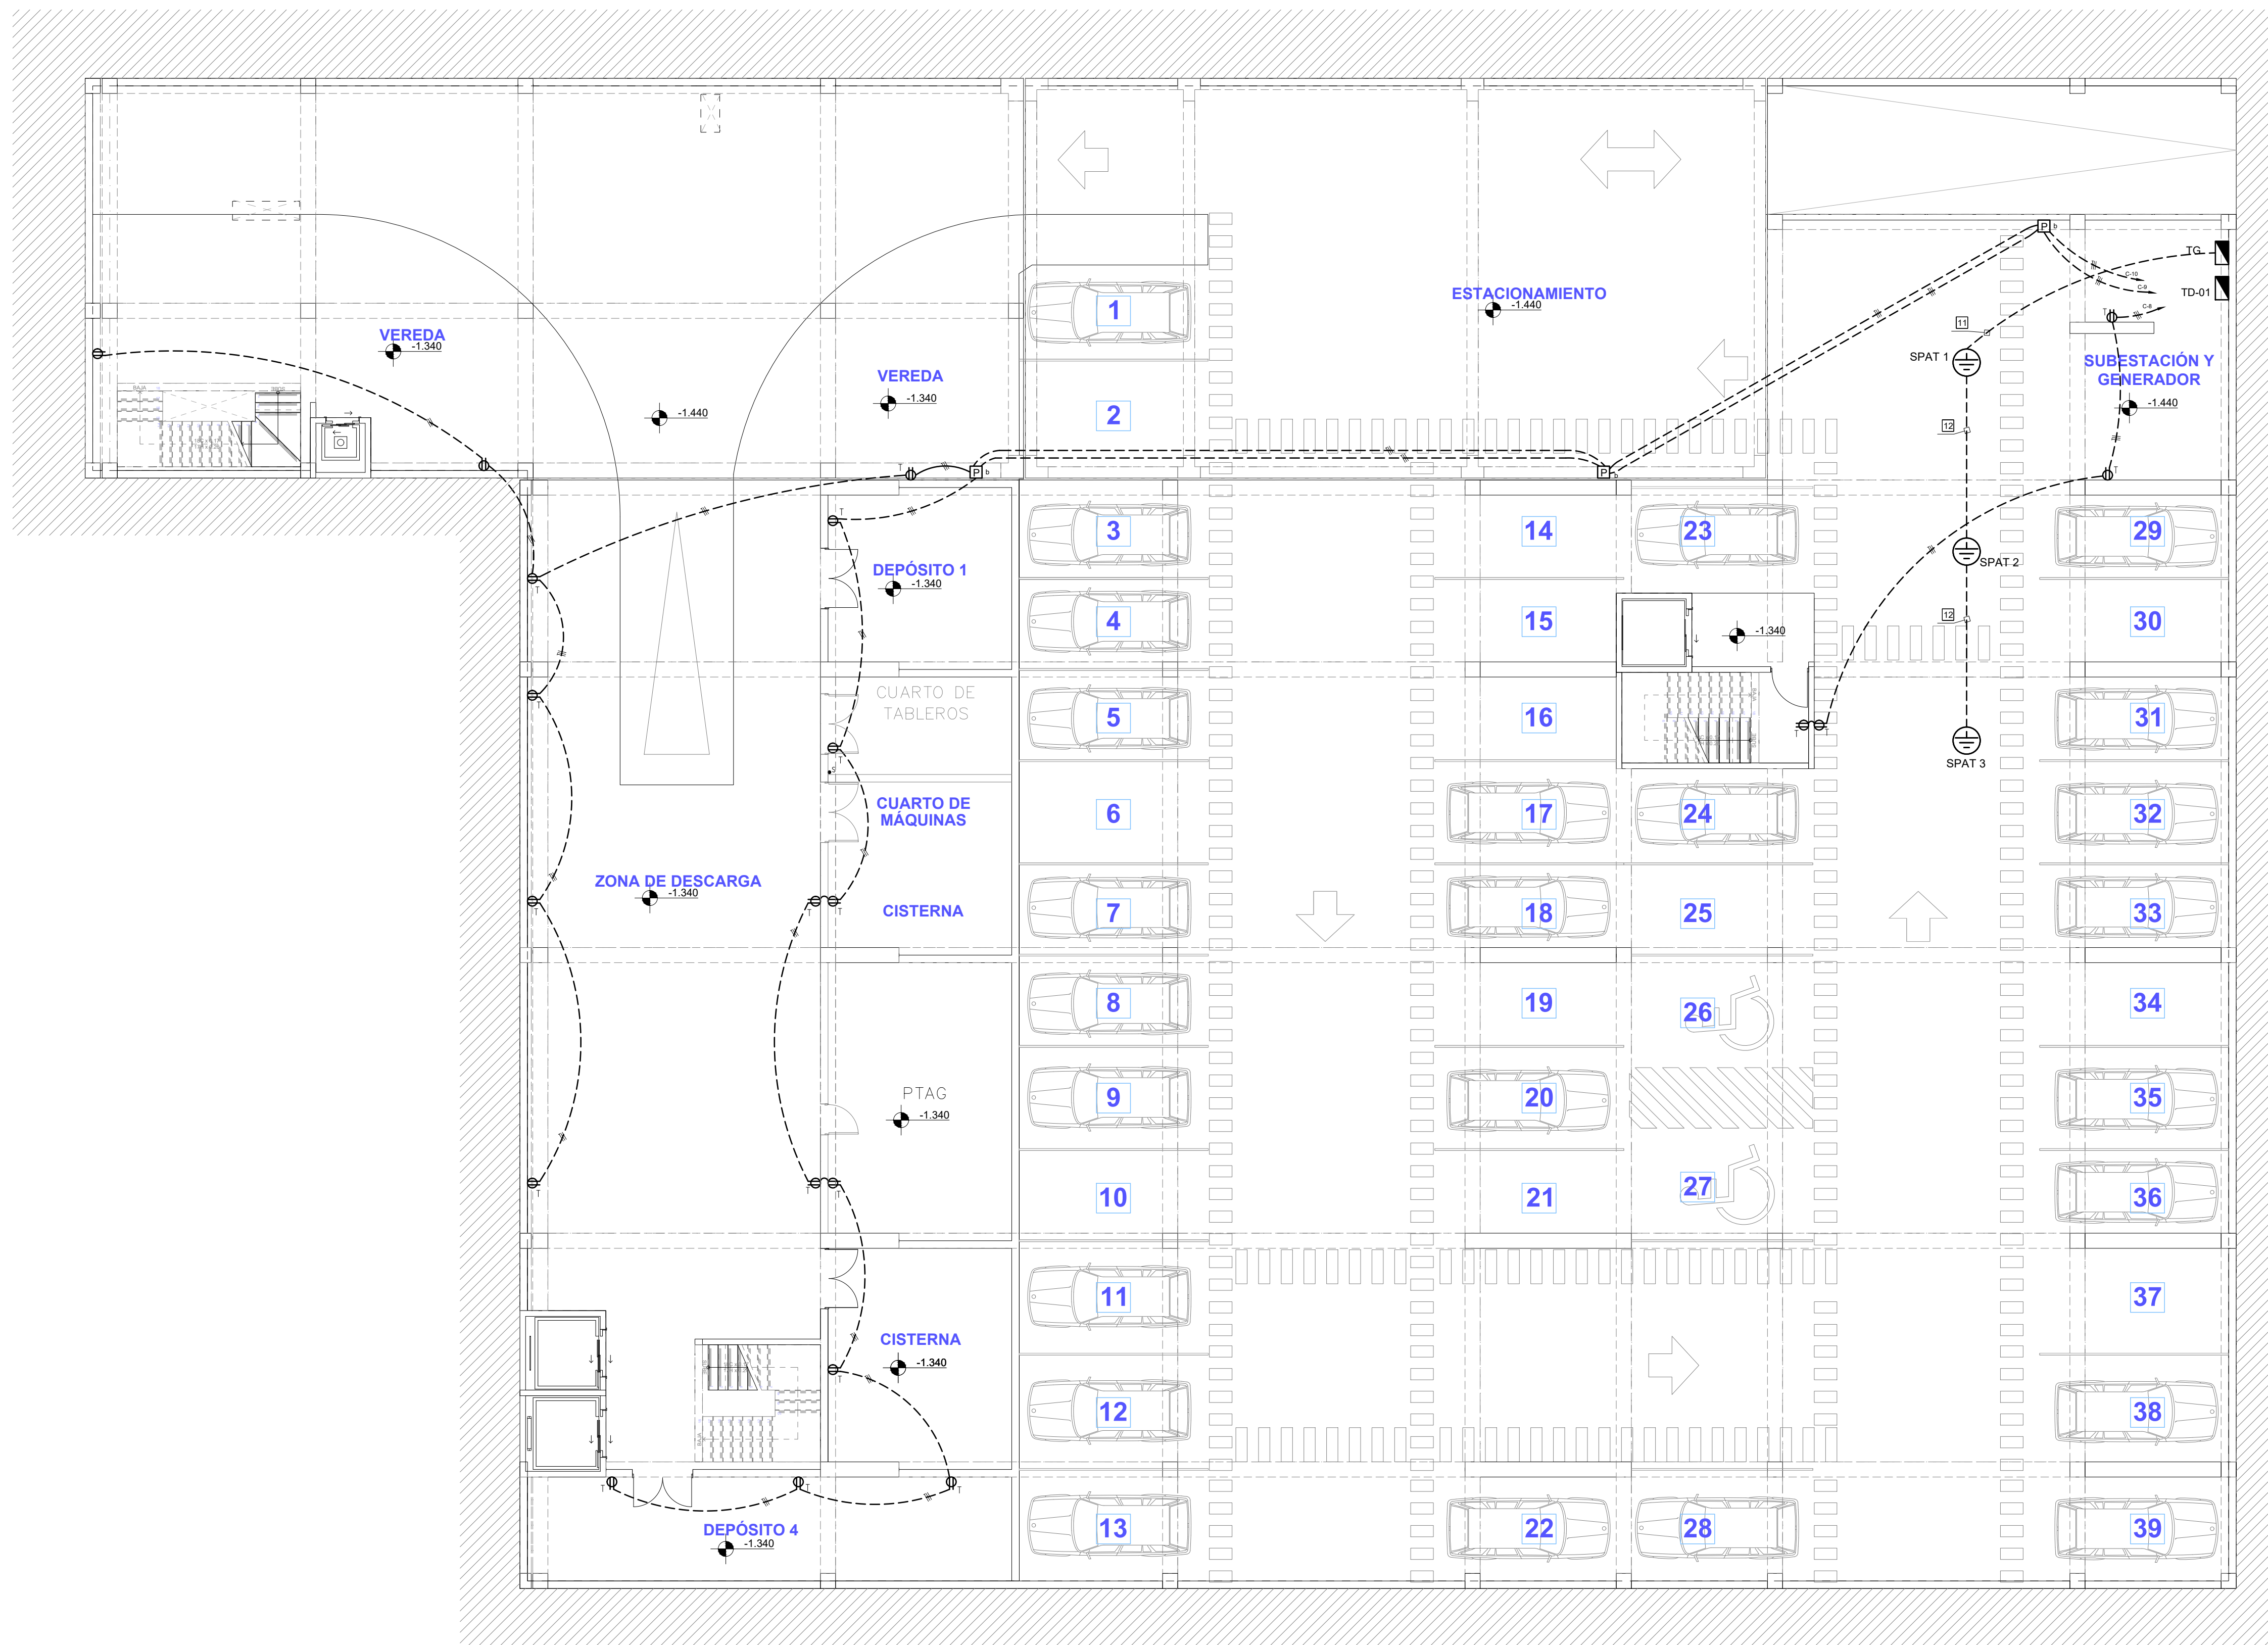 TG
C-10
C-9
TD-01
C-8
11
SPAT 1
12
SUBESTACIÓN Y
GENERADOR
-1.440
T
T
P b
P b
P b
ESTACIONAMIENTO
-1.440
VEREDA
-1.340
BAJA
SUBE
VEREDA
-1.340
-1.440
T
1
2
T
DEPÓSITO 1
-1.340
T
T
CUARTO DE
TABLEROS
T
S
CUARTO DE
MÁQUINAS
ZONA DE DESCARGA
-1.340
CISTERNA
T
T
T
PTAG
-1.340
T
T
T
CISTERNA
-1.340
T
BAJA
T
T
T
DEPÓSITO 4
-1.340
3
4
5
6
7
8
9
10
11
12
13
14
15
16
17
18
19
20
21
22
23
-1.340
BAJA
T
T
24
25
26
27
28
SPAT 2
12
SPAT 3
29
30
31
32
33
34
35
36
37
38
39